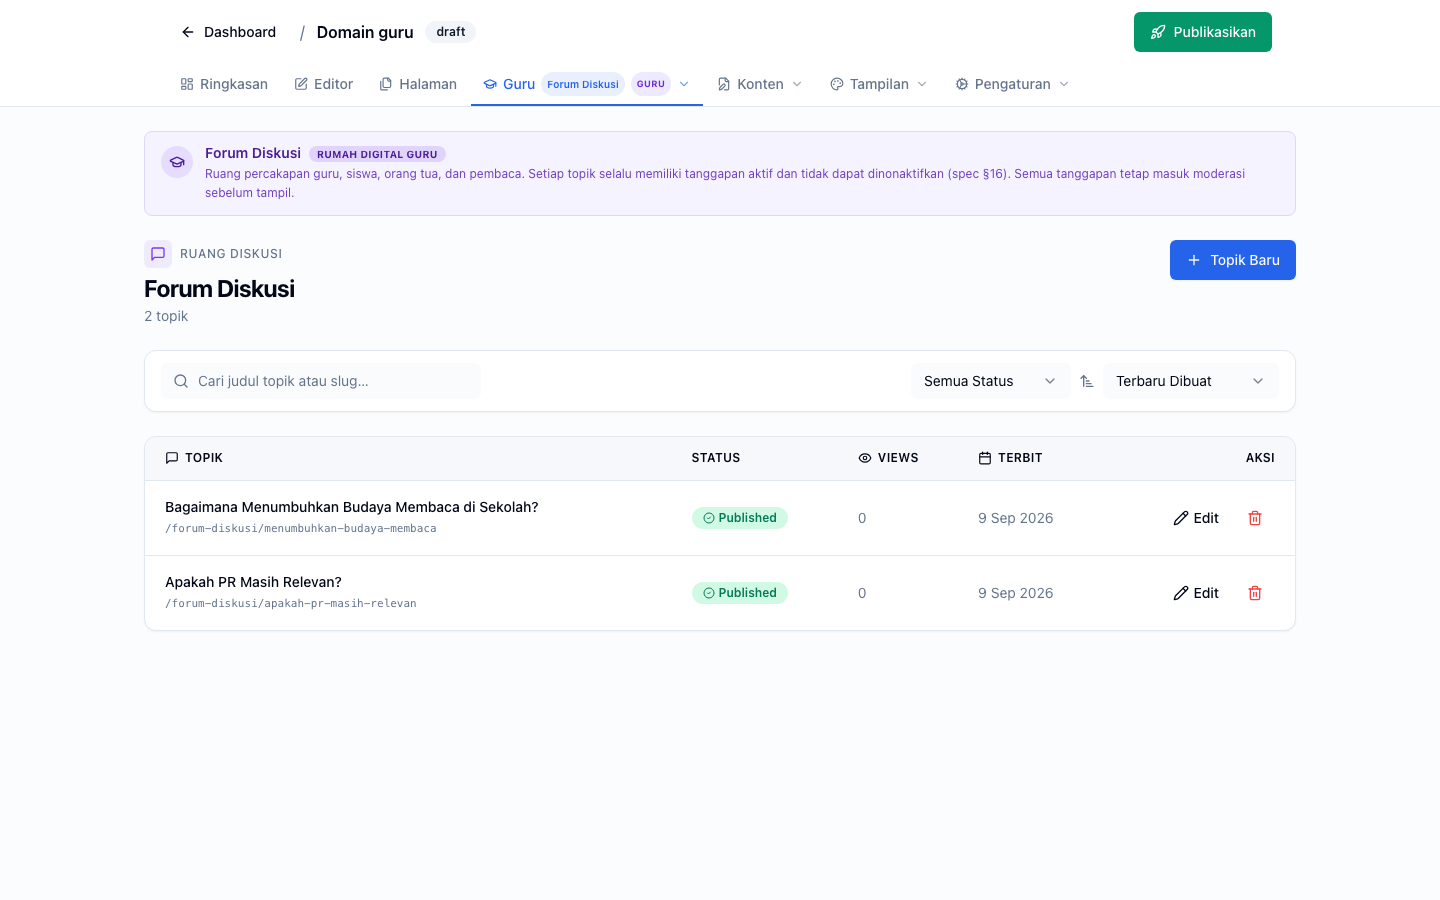 Dashboard / Domain guru draft Publikasikan
Ringkasan Editor Halaman Guru Forum Diskusi GURU Konten Tampilan Pengaturan
Forum Diskusi RUMAH DIGITAL GURU
Ruang percakapan guru, siswa, orang tua, dan pembaca. Setiap topik selalu memiliki tanggapan aktif dan tidak dapat dinonaktifkan (spec §16). Semua tanggapan tetap masuk moderasi
sebelum tampil.
RUANG DISKUSI
Topik Baru
Forum Diskusi
2 topik
Cari judul topik atau slug... Semua Status Terbaru Dibuat
TOPIK STATUS VIEWS TERBIT AKSI
Bagaimana Menumbuhkan Budaya Membaca di Sekolah?
/forum-diskusi/menumbuhkan-budaya-membaca
Published 0 9 Sep 2026 Edit
Apakah PR Masih Relevan?
/forum-diskusi/apakah-pr-masih-relevan
Published 0 9 Sep 2026 Edit